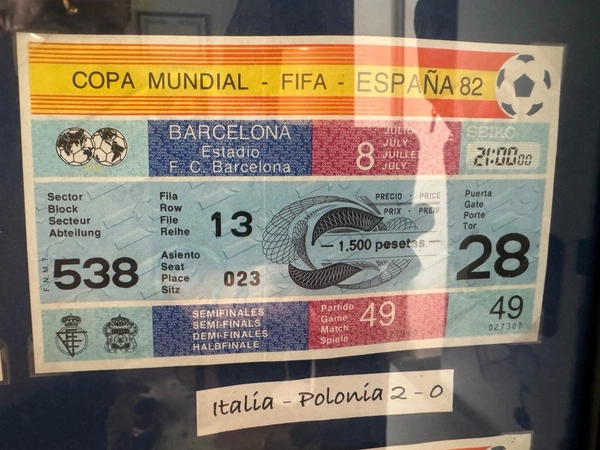 COPA MUNDIAL - FIFA - ESPAÑA 82
BARCELONA
Estadio
F. C. Barcelona
8
JULIO
JULY
JUILLET
JULY
SEIKO
21:00:00
Sector
Block
Secteur
Abteilung
538
F.N.M.T.
Fila
Row
File
Reihe
13
Asiento
Seat
Place
Sitz
023
PRECIO - PRICE
PRIX - PREIS
1.500 pesetas
Puerta
Gate
Porte
Tor
28
SEMIFINALES
SEMI-FINALS
DEMI-FINALES
HALBFINALE
Partido
Game
Match
Spiele
49
49
027300
Italia - Polonia 2 - 0